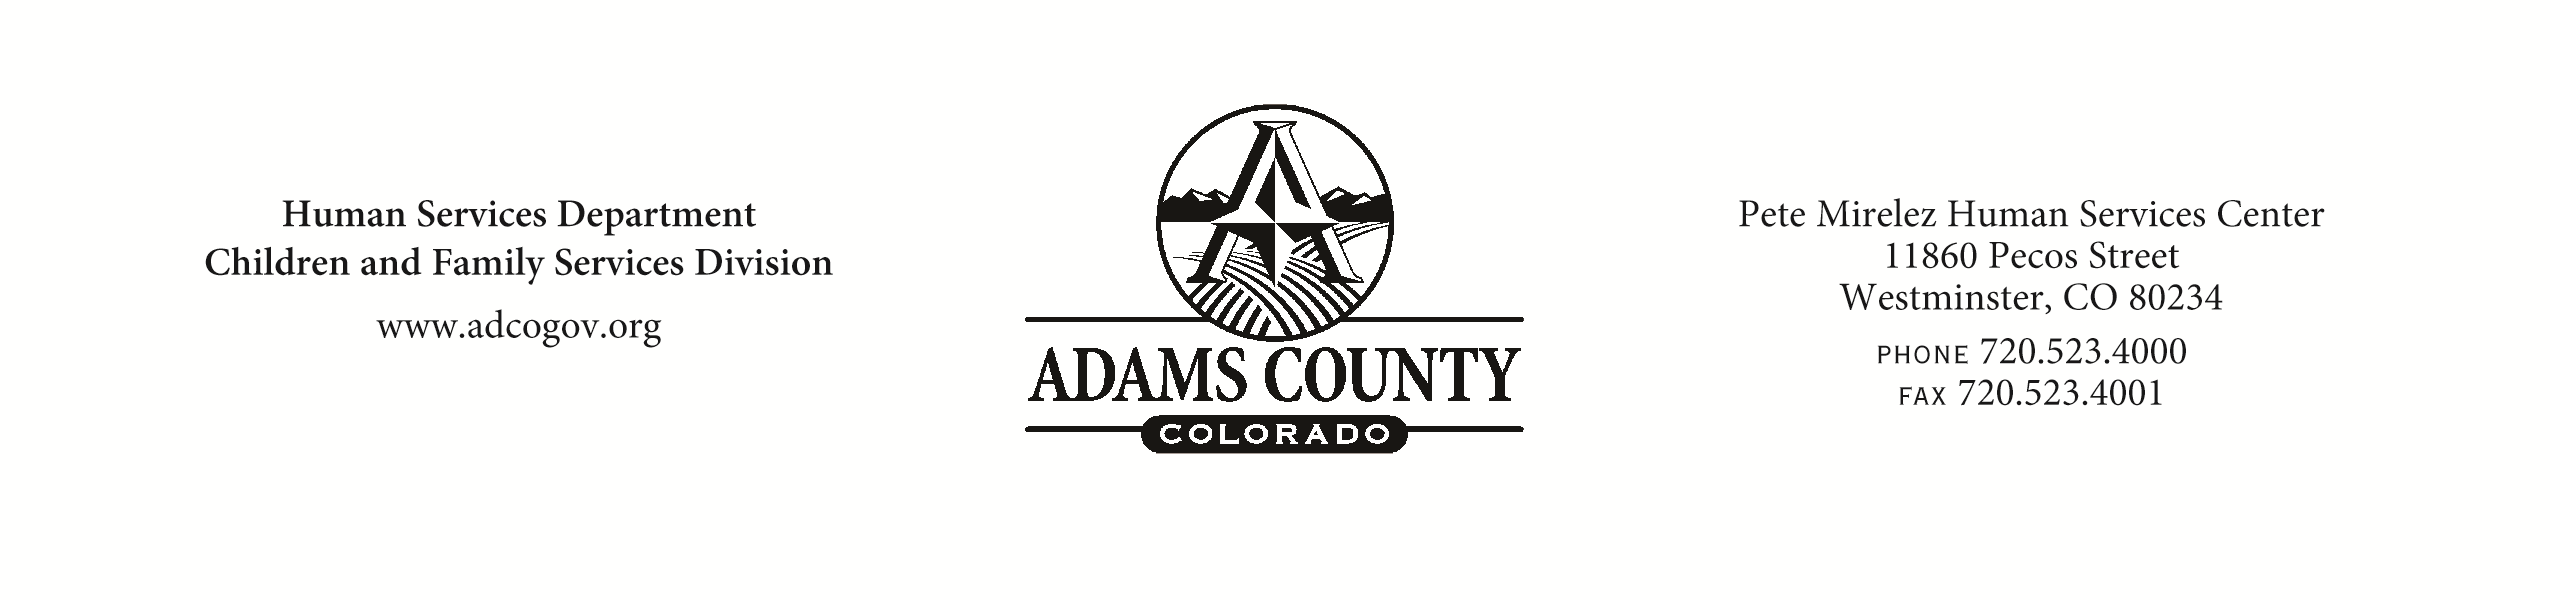 Human Services Department
Children and Family Services Division
www.adcogov.org
A
ADAMS COUNTY
COLORADO
Pete Mirelez Human Services Center
11860 Pecos Street
Westminster, CO 80234
PHONE 720.523.4000
FAX 720.523.4001